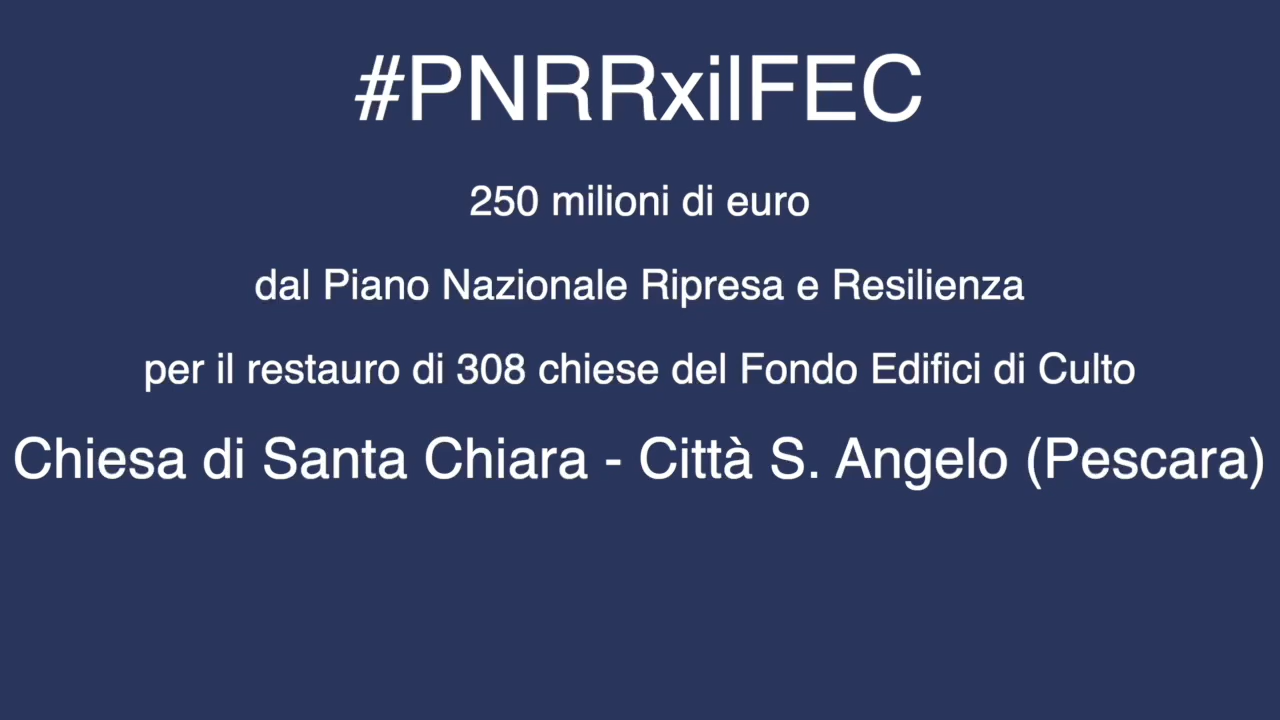 #PNRRxilFEC
250 milioni di euro
dal Piano Nazionale Ripresa e Resilienza
per il restauro di 308 chiese del Fondo Edifici di Culto
Chiesa di Santa Chiara - Città S. Angelo (Pescara)